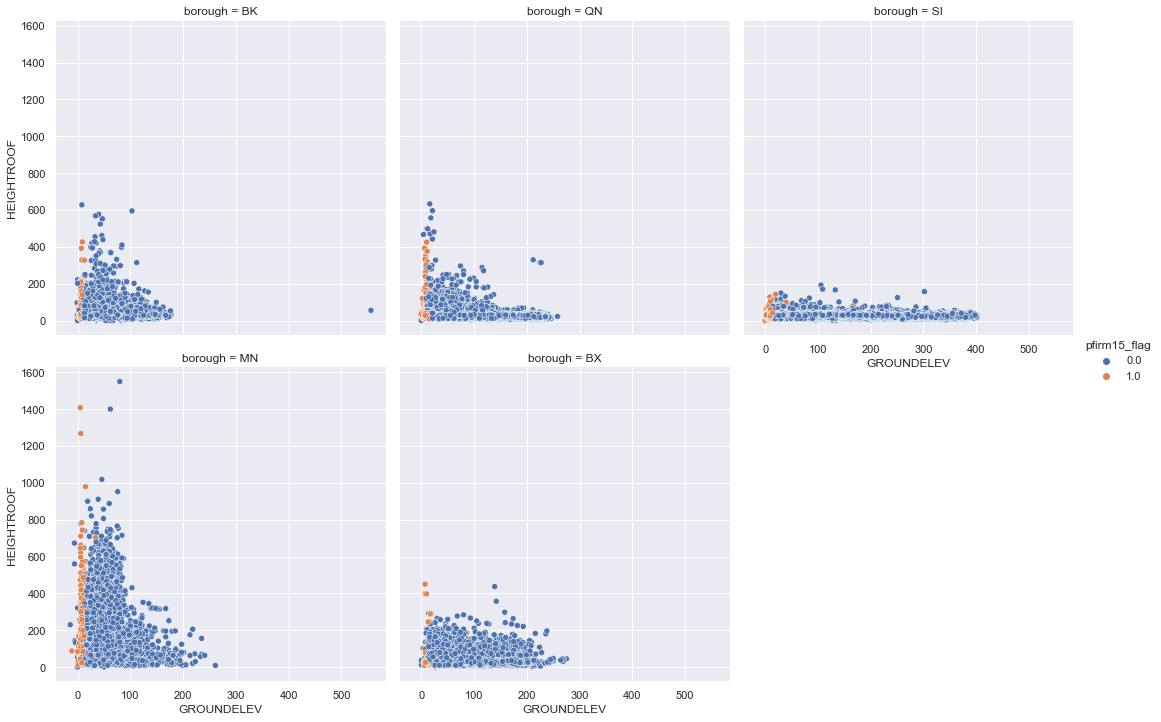 borough = BK
borough = QN
borough = SI
1600
1400
1200
1000
800
600
400
200
0
HEIGHTROOF
0 100 200 300 400 500
GROUNDELEV
pfirm15_flag
0.0
1.0
borough = MN
borough = BX
1600
1400
1200
1000
800
600
400
200
0
HEIGHTROOF
0 100 200 300 400 500
GROUNDELEV
0 100 200 300 400 500
GROUNDELEV